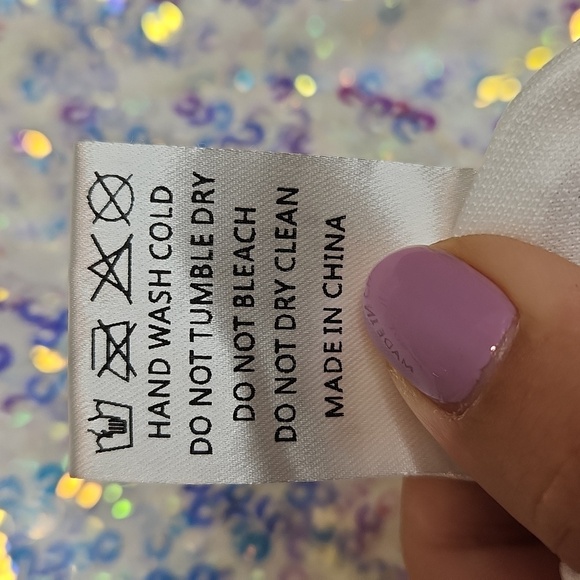 HAND WASH COLD
DO NOT TUMBLE DRY
DO NOT BLEACH
DO NOT DRY CLEAN
MADE IN CHINA